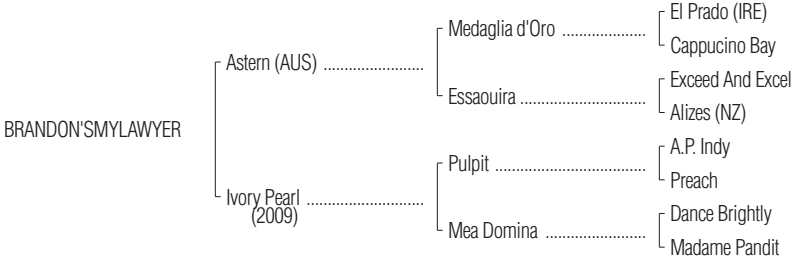 El Prado (IRE)
Medaglia d'Oro ......................
Cappucino Bay
Astern (AUS) ..........................
Exceed And Excel
Essaouira ................................
Alizes (NZ)
BRANDON'SMYLAWYER
A.P. Indy
Pulpit ......................................
Preach
Ivory Pearl ..............................
(2009)
Dance Brightly
Mea Domina ..........................
Madame Pandit